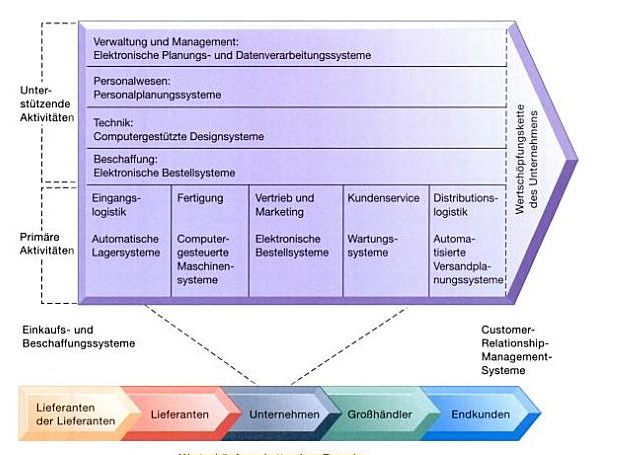 Verwaltung und Management:
Elektronische Planungs- und Datenverarbeitungssysteme
Personalwesen:
Personalplanungssysteme
Technik:
Computergestützte Designsysteme
Beschaffung:
Elektronische Bestellsysteme
Unter-
stützende
Aktivitäten
Wertschöpfungskette
des Unternehmens
Primäre
Aktivitäten
Eingangs-
logistik
Automatische
Lagersysteme
Fertigung
Computer-
gesteuerte
Maschinen-
systeme
Vertrieb und
Marketing
Elektronische
Bestellsysteme
Kundenservice
Wartungs-
systeme
Distributions-
logistik
Automa-
tisierte
Versandpla-
nungssysteme
Einkaufs- und
Beschaffungssysteme
Customer-
Relationship-
Management-
Systeme
Lieferanten
der Lieferanten
Lieferanten
Unternehmen
Großhändler
Endkunden